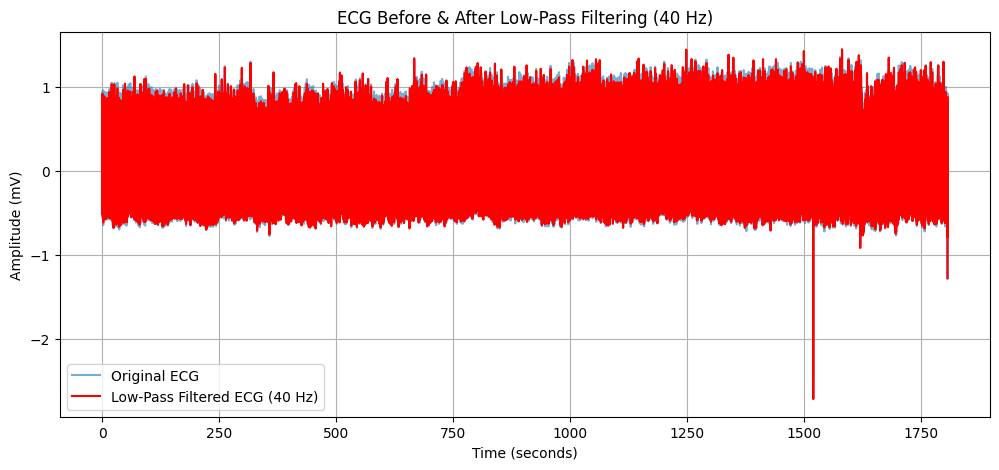 ECG Before & After Low-Pass Filtering (40 Hz)
Amplitude (mV)
1
0
−1
−2
Original ECG
Low-Pass Filtered ECG (40 Hz)
0 250 500 750 1000 1250 1500 1750
Time (seconds)